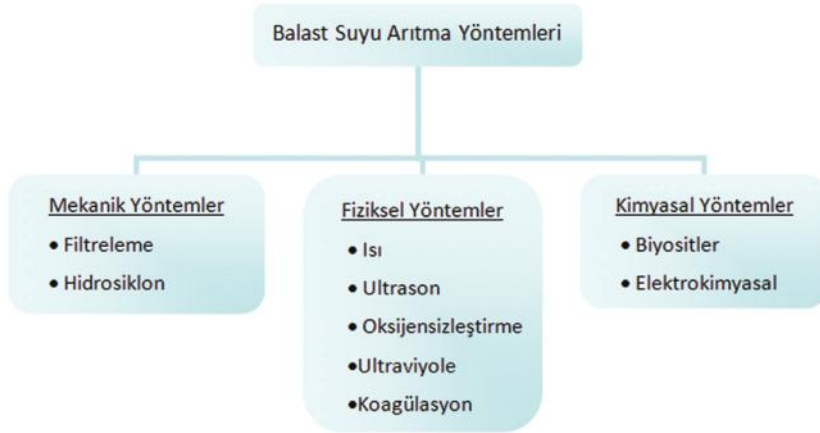 Balast Suyu Arıtma Yöntemleri
Mekanik Yöntemler
• Filtreleme
• Hidrosiklon
Fiziksel Yöntemler
• Isı
• Ultrason
• Oksijensizleştirme
•Ultraviyole
•Koagülasyon
Kimyasal Yöntemler
• Biyositler
• Elektrokimyasal